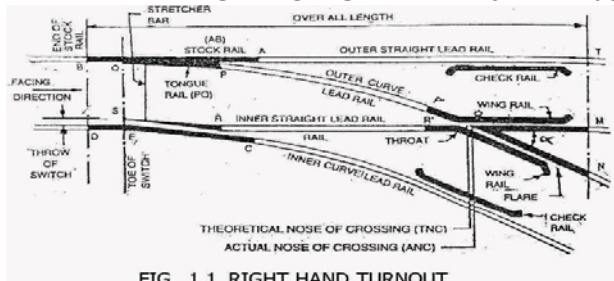 STRETCHER
BAR
OVER ALL LENGTH
END OF
STOCK
RAIL
(AB)
STOCK RAIL
A
OUTER STRAIGHT LEAD RAIL
T
B
Q
P
TONGUE
RAIL (PQ)
CHECK RAIL
FACING
DIRECTION
OUTER CURVE
LEAD RAIL
WING RAIL
P'
S
R
INNER STRAIGHT LEAD RAIL
R'
Q
M
D
E
RAIL
THROAT
α
C
THROW
OF
SWITCH
TOE OF
SWITCH
INNER CURVE LEAD RAIL
WING
RAIL
N
FLARE
THEORETICAL NOSE OF CROSSING (TNC)
ACTUAL NOSE OF CROSSING (ANC)
CHECK
RAIL
FIG. 1.1 RIGHT HAND TURNOUT